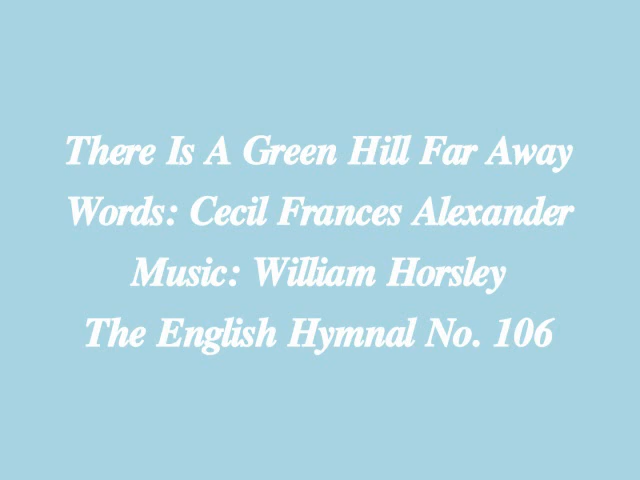 There Is A Green Hill Far Away
Words: Cecil Frances Alexander
Music: William Horsley
The English Hymnal No. 106